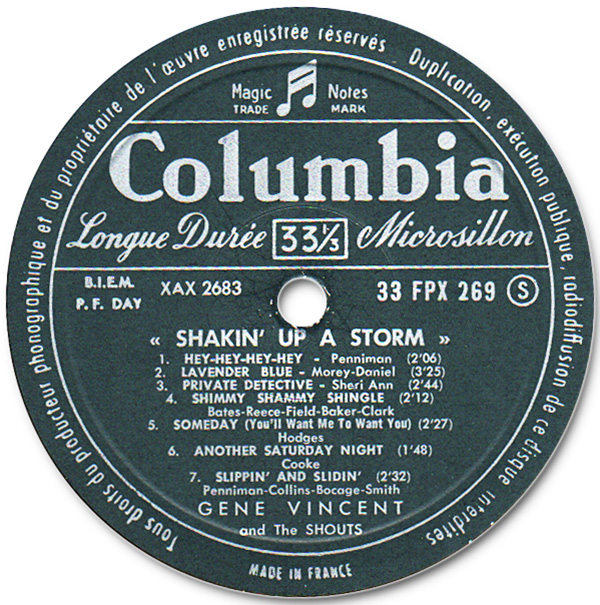 Tous droits du producteur phonographique et du propriétaire de l'œuvre enregistrée réservés. Duplication, exécution publique, radiodiffusion de ce disque interdites
Magic Notes
TRADE MARK
Columbia
Longue Durée 33⅓ Microsillon
B.I.E.M. XAX 2683 33 FPX 269 Ⓢ
P. F. DAY
« SHAKIN' UP A STORM »
1. HEY-HEY-HEY-HEY - Penniman (2'06)
2. LAVENDER BLUE - Morey-Daniel (3'25)
3. PRIVATE DETECTIVE - Sheri Ann (2'44)
4. SHIMMY SHAMMY SHINGLE (2'12)
Bates-Reece-Field-Baker-Clark
5. SOMEDAY (You'll Want Me To Want You) (2'27)
Hodges
6. ANOTHER SATURDAY NIGHT (1'48)
Cooke
7. SLIPPIN' AND SLIDIN' (2'32)
Penniman-Collins-Bocage-Smith
GENE VINCENT
and The SHOUTS
MADE IN FRANCE